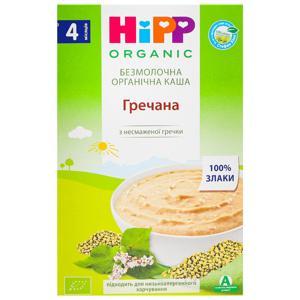 4
місяців
HiPP
ORGANIC
БЕЗМОЛОЧНА
ОРГАНІЧНА КАША
Гречана
з несмаженої гречки
100%
ЗЛАКИ
підходить для низькоалергенного
харчування